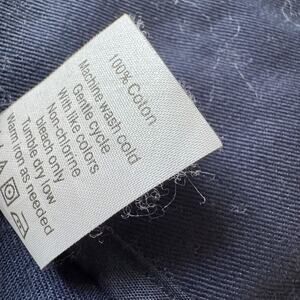 100% Coton
Machine wash cold
Gentle cycle
With like colors
Non-chlorine
bleach only
Tumble dry low
Warm iron as needed